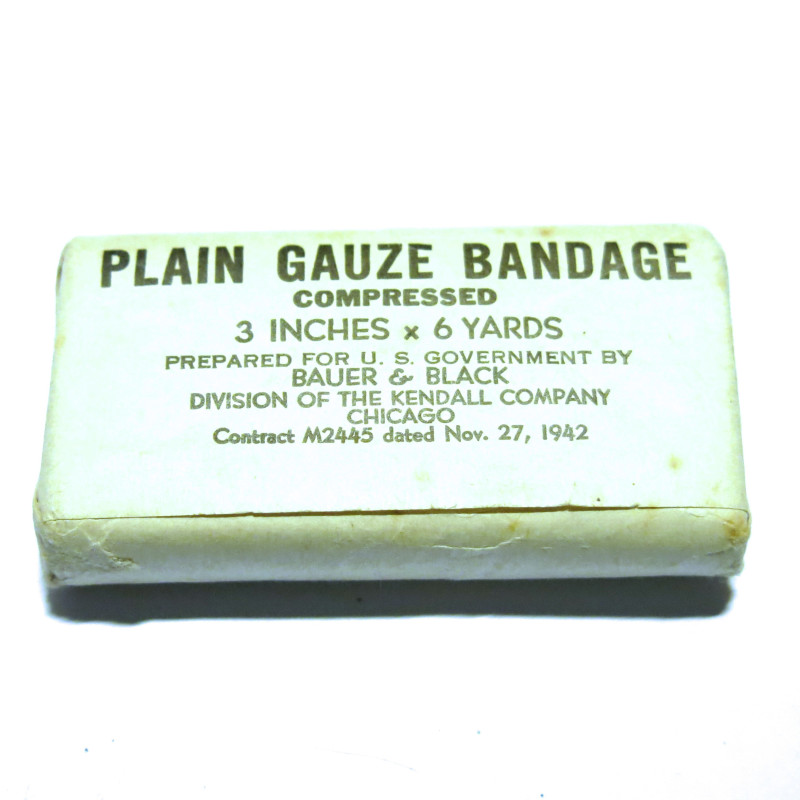 PLAIN GAUZE BANDAGE
COMPRESSED
3 INCHES x 6 YARDS
PREPARED FOR U. S. GOVERNMENT BY
BAUER & BLACK
DIVISION OF THE KENDALL COMPANY
CHICAGO
Contract M2445 dated Nov. 27, 1942